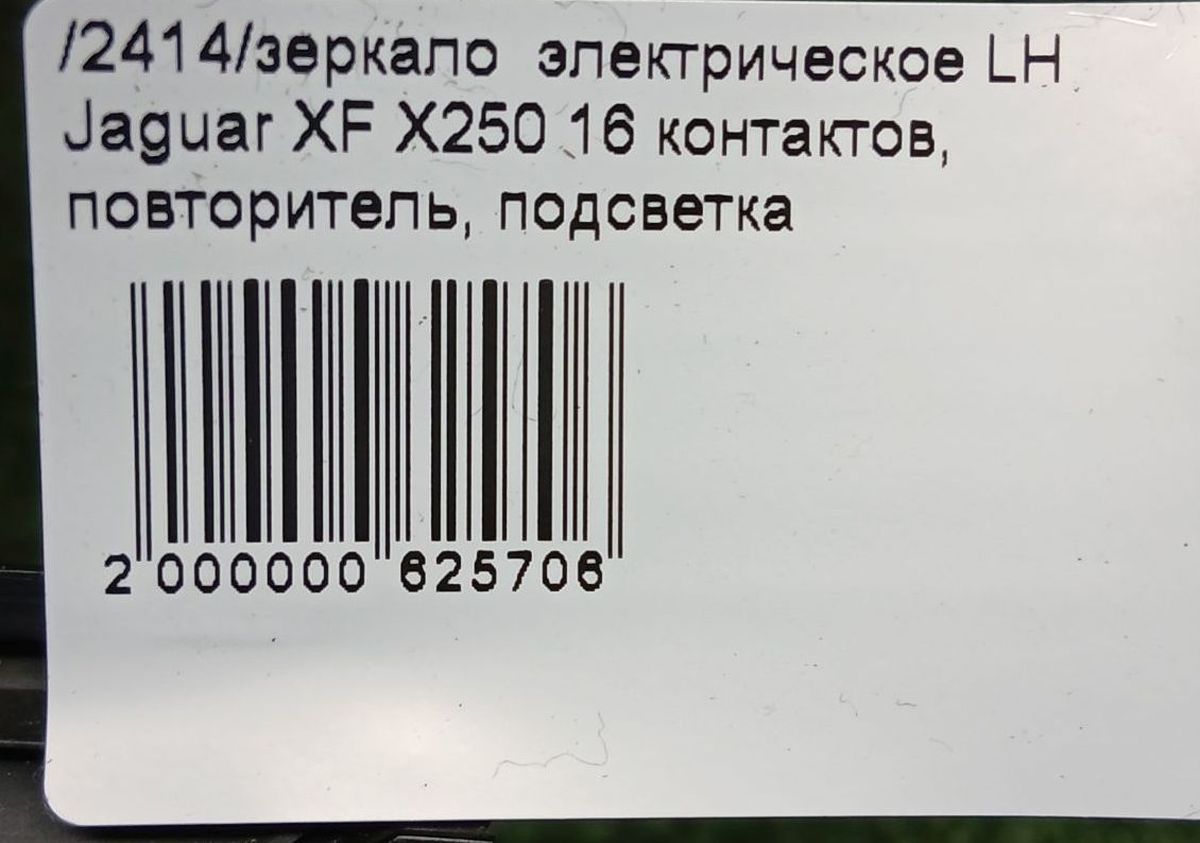 /2414/зеркало электрическое LH
Jaguar XF X250 16 контактов,
повторитель, подсветка
2 000000 625706